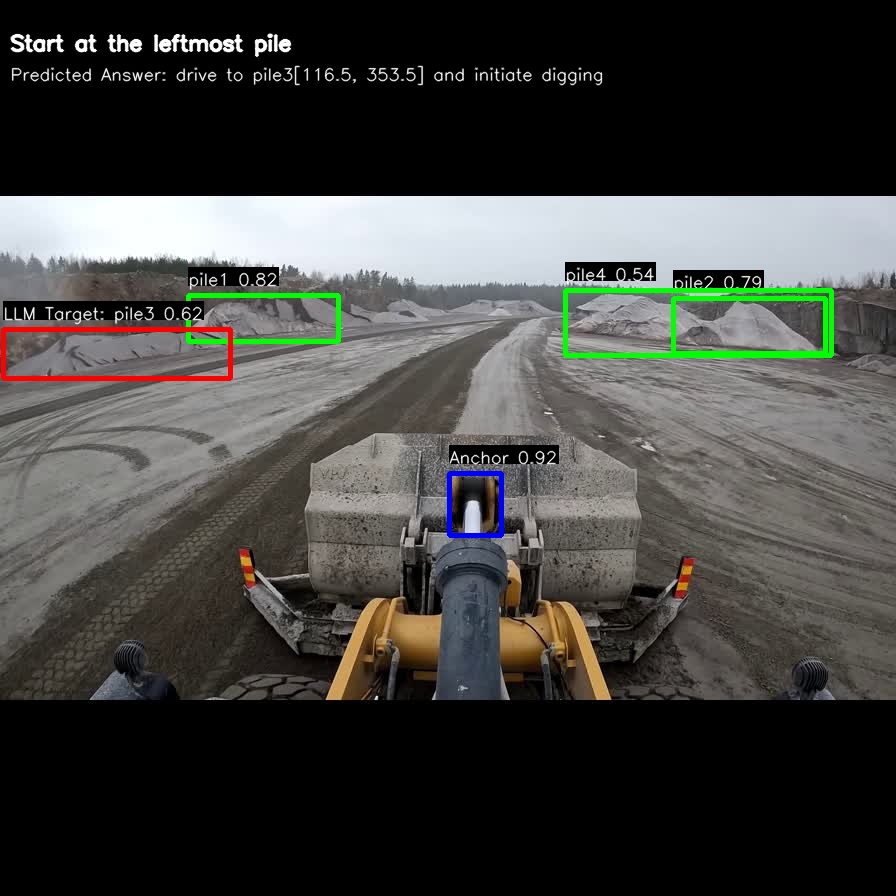 Start at the leftmost pile
Predicted Answer: drive to pile3[116.5, 353.5] and initiate digging
pile4 0.54
pile1 0.82
pile2 0.79
LLM Target: pile3 0.62
Anchor 0.92